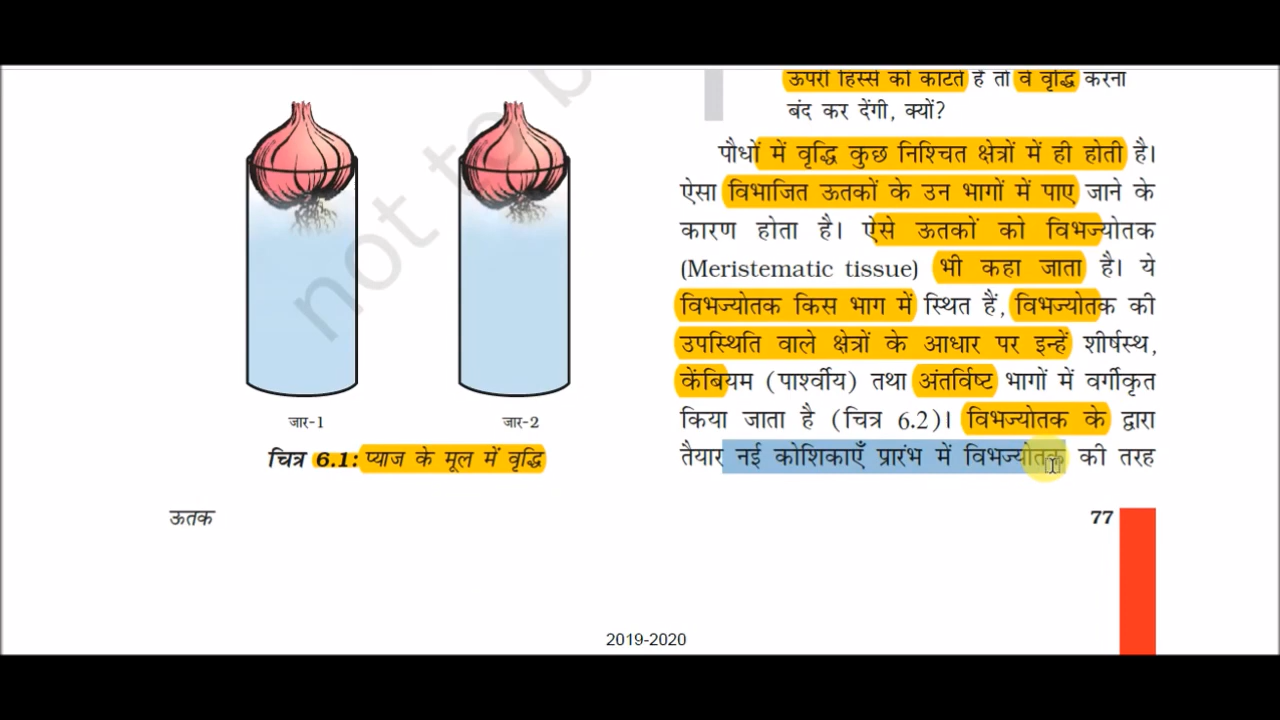 ऊपरी हिस्से को काटते हैं तो वे वृद्धि करना
बंद कर देंगी, क्यों?
पौधों में वृद्धि कुछ निश्चित क्षेत्रों में ही होती है।
ऐसा विभाजित ऊतकों के उन भागों में पाए जाने के
कारण होता है। ऐसे ऊतकों को विभज्योतक
(Meristematic tissue) भी कहा जाता है। ये
विभज्योतक किस भाग में स्थित हैं, विभज्योतक की
उपस्थिति वाले क्षेत्रों के आधार पर इन्हें शीर्षस्थ,
केंबियम (पार्श्वीय) तथा अंतर्विष्ट भागों में वर्गीकृत
किया जाता है (चित्र 6.2)। विभज्योतक के द्वारा
तैयार नई कोशिकाएँ प्रारंभ में विभज्योतक की तरह
not to b
जार-1
जार-2
चित्र 6.1: प्याज के मूल में वृद्धि
ऊतक
77
2019-2020